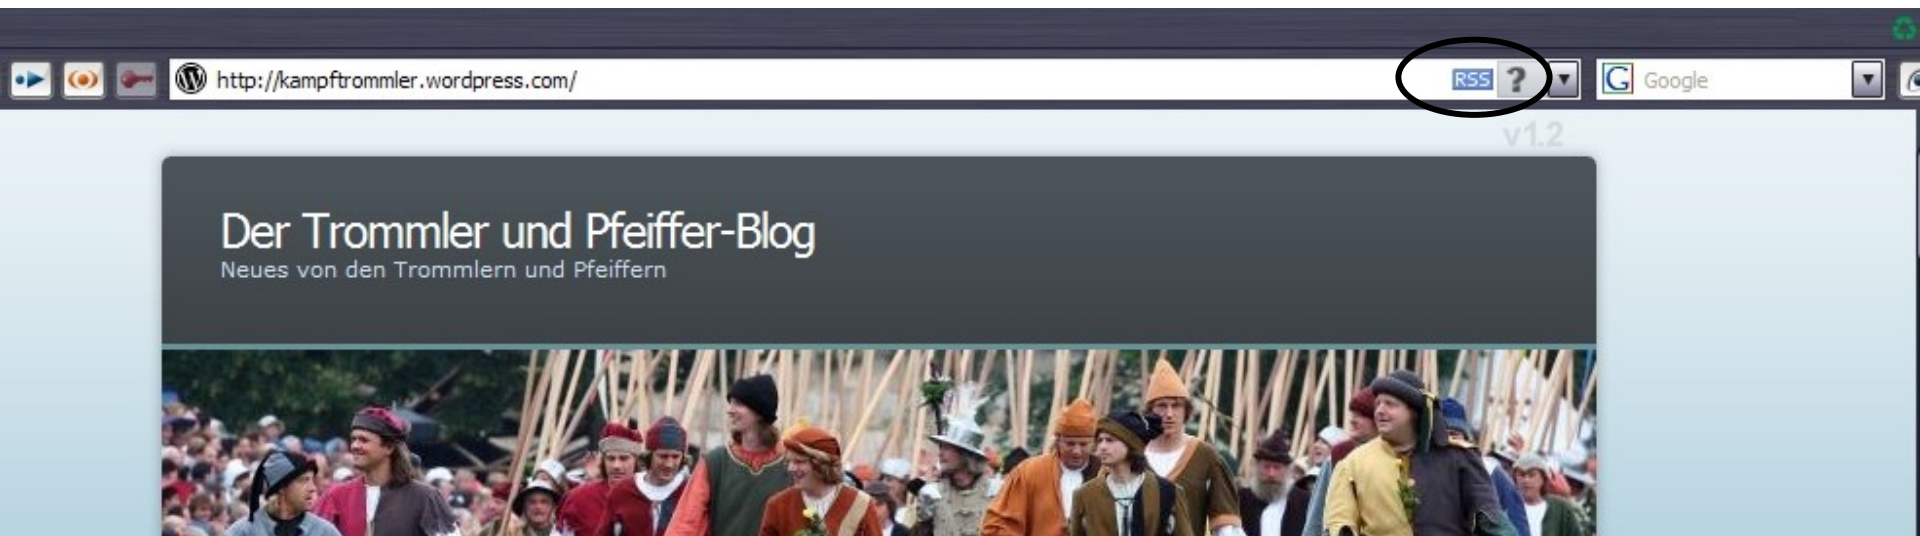 http://kampftrommler.wordpress.com/
RSS ?
G Google
v1.2
Der Trommler und Pfeiffer-Blog
Neues von den Trommlern und Pfeiffern